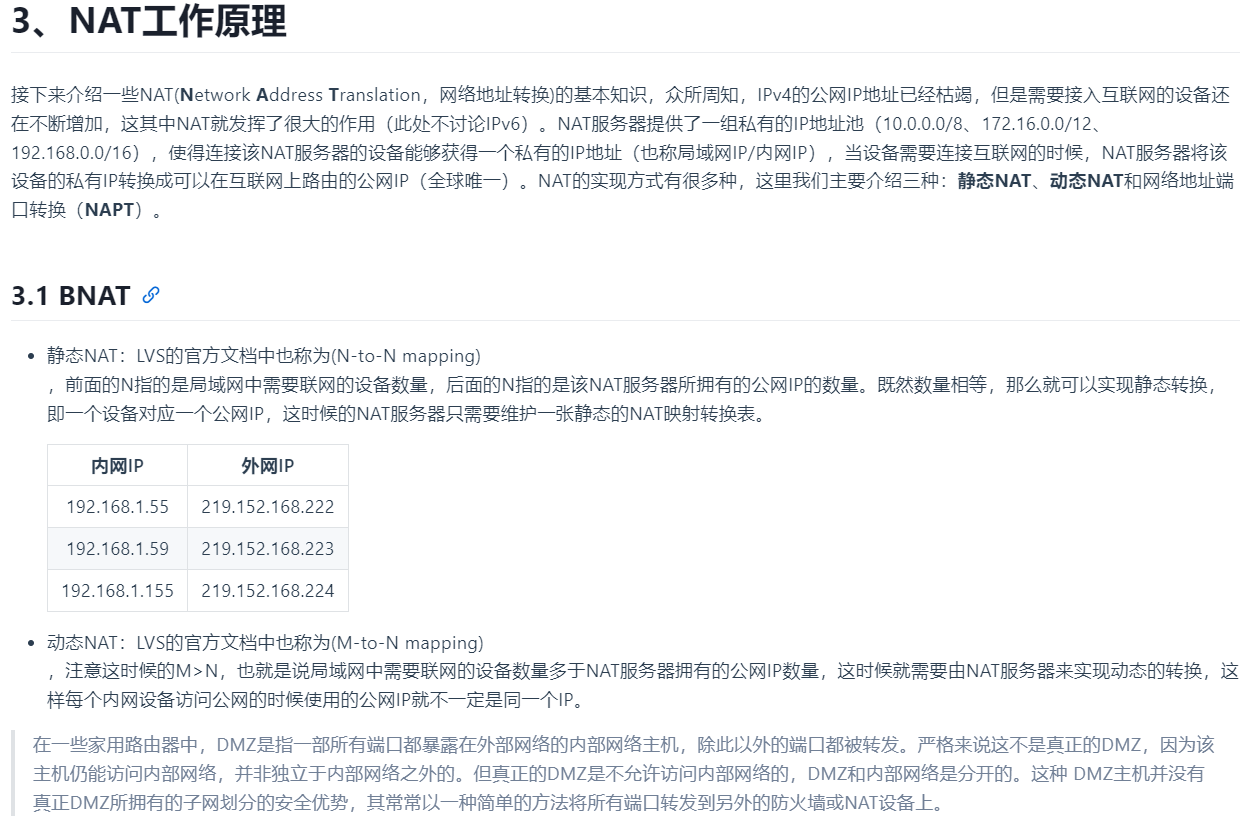 3、NAT工作原理
接下来介绍一些NAT(Network Address Translation，网络地址转换)的基本知识，众所周知，IPv4的公网IP地址已经枯竭，但是需要接入互联网的设备还
在不断增加，这其中NAT就发挥了很大的作用（此处不讨论IPv6）。NAT服务器提供了一组私有的IP地址池（10.0.0.0/8、172.16.0.0/12、
192.168.0.0/16），使得连接该NAT服务器的设备能够获得一个私有的IP地址（也称局域网IP/内网IP），当设备需要连接互联网的时候，NAT服务器将该
设备的私有IP转换成可以在互联网上路由的公网IP（全球唯一）。NAT的实现方式有很多种，这里我们主要介绍三种：静态NAT、动态NAT和网络地址端
口转换（NAPT）。
3.1 BNAT
静态NAT：LVS的官方文档中也称为(N-to-N mapping)
，前面的N指的是局域网中需要联网的设备数量，后面的N指的是该NAT服务器所拥有的公网IP的数量。既然数量相等，那么就可以实现静态转换，
即一个设备对应一个公网IP，这时候的NAT服务器只需要维护一张静态的NAT映射转换表。
内网IP 外网IP
192.168.1.55 219.152.168.222
192.168.1.59 219.152.168.223
192.168.1.155 219.152.168.224
动态NAT：LVS的官方文档中也称为(M-to-N mapping)
，注意这时候的M>N，也就是说局域网中需要联网的设备数量多于NAT服务器拥有的公网IP数量，这时候就需要由NAT服务器来实现动态的转换，这
样每个内网设备访问公网的时候使用的公网IP就不一定是同一个IP。
在一些家用路由器中，DMZ是指一部所有端口都暴露在外部网络的内部网络主机，除此以外的端口都被转发。严格来说这不是真正的DMZ，因为该
主机仍能访问内部网络，并非独立于内部网络之外的。但真正的DMZ是不允许访问内部网络的，DMZ和内部网络是分开的。这种 DMZ主机并没有
真正DMZ所拥有的子网划分的安全优势，其常常以一种简单的方法将所有端口转发到另外的防火墙或NAT设备上。